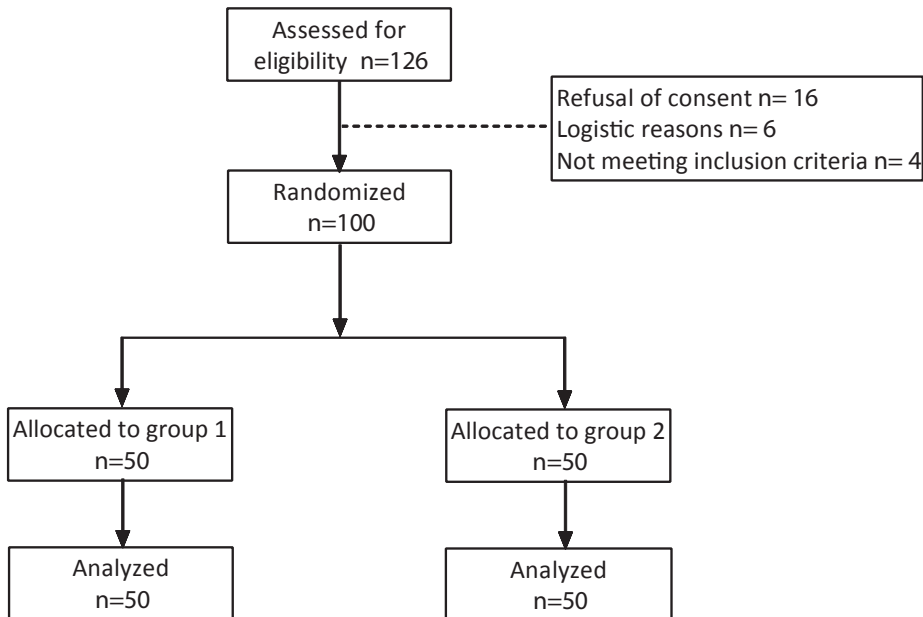 Assessed for
eligibility n=126
Refusal of consent n= 16
Logistic reasons n= 6
Not meeting inclusion criteria n= 4
Randomized
n=100
Allocated to group 1
n=50
Allocated to group 2
n=50
Analyzed
n=50
Analyzed
n=50